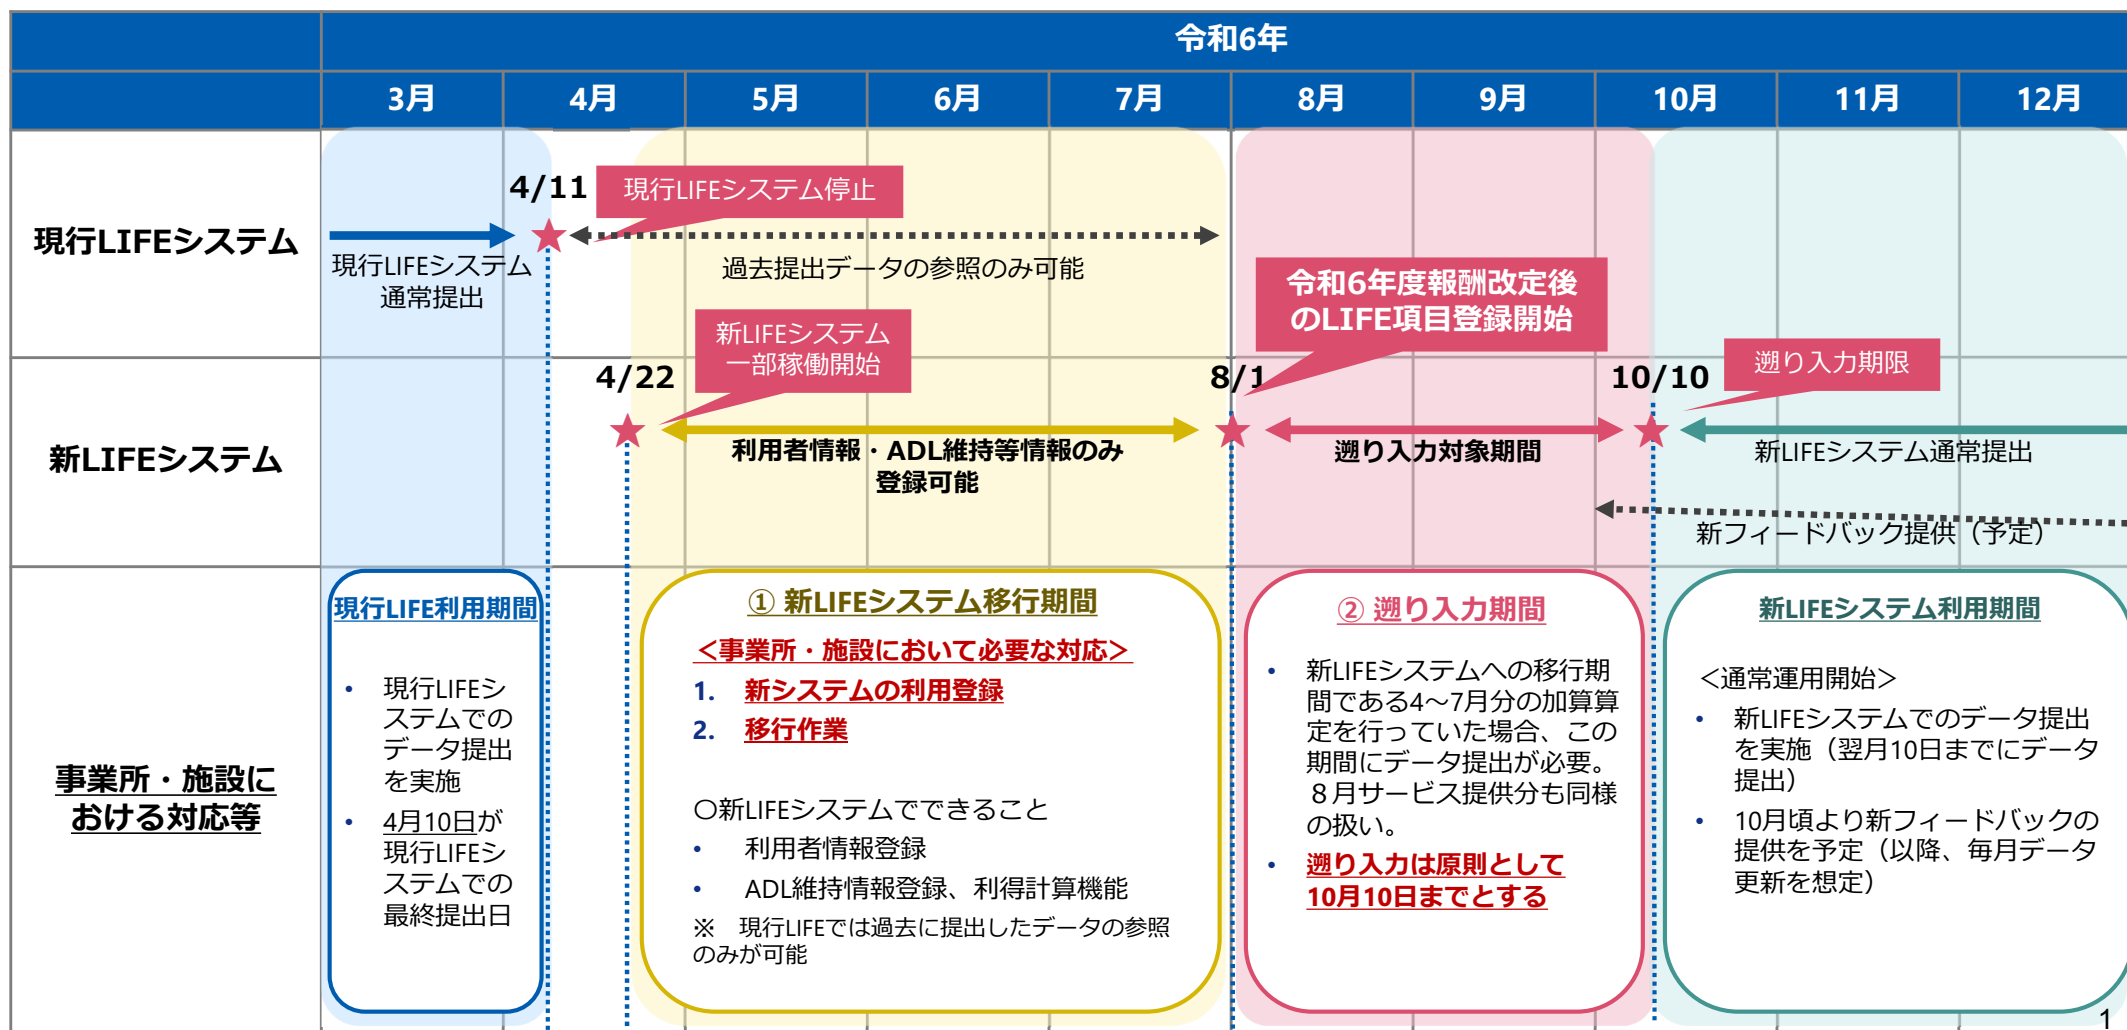 令和6年
3月
4月
5月
6月
7月
8月
9月
10月
11月
12月
現行LIFEシステム
4/11
現行LIFEシステム停止
現行LIFEシステム
通常提出
過去提出データの参照のみ可能
令和6年度報酬改定後
のLIFE項目登録開始
新LIFEシステム
4/22
新LIFEシステム
一部稼働開始
8/1
10/10
遡り入力期限
利用者情報・ADL維持等情報のみ
登録可能
遡り入力対象期間
新LIFEシステム通常提出
新フィードバック提供（予定）
事業所・施設に
おける対応等
現行LIFE利用期間
• 現行LIFEシ
ステムでの
データ提出
を実施
• 4月10日が
現行LIFEシ
ステムでの
最終提出日
① 新LIFEシステム移行期間
＜事業所・施設において必要な対応＞
1. 新システムの利用登録
2. 移行作業
〇新LIFEシステムでできること
• 利用者情報登録
• ADL維持情報登録、利得計算機能
※　現行LIFEでは過去に提出したデータの参照
のみが可能
② 遡り入力期間
• 新LIFEシステムへの移行期
間である4～7月分の加算算
定を行っていた場合、この
期間にデータ提出が必要。
８月サービス提供分も同様
の扱い。
• 遡り入力は原則として
10月10日までとする
新LIFEシステム利用期間
＜通常運用開始＞
• 新LIFEシステムでのデータ提出
を実施（翌月10日までにデータ
提出）
• 10月頃より新フィードバックの
提供を予定（以降、毎月データ
更新を想定）
1